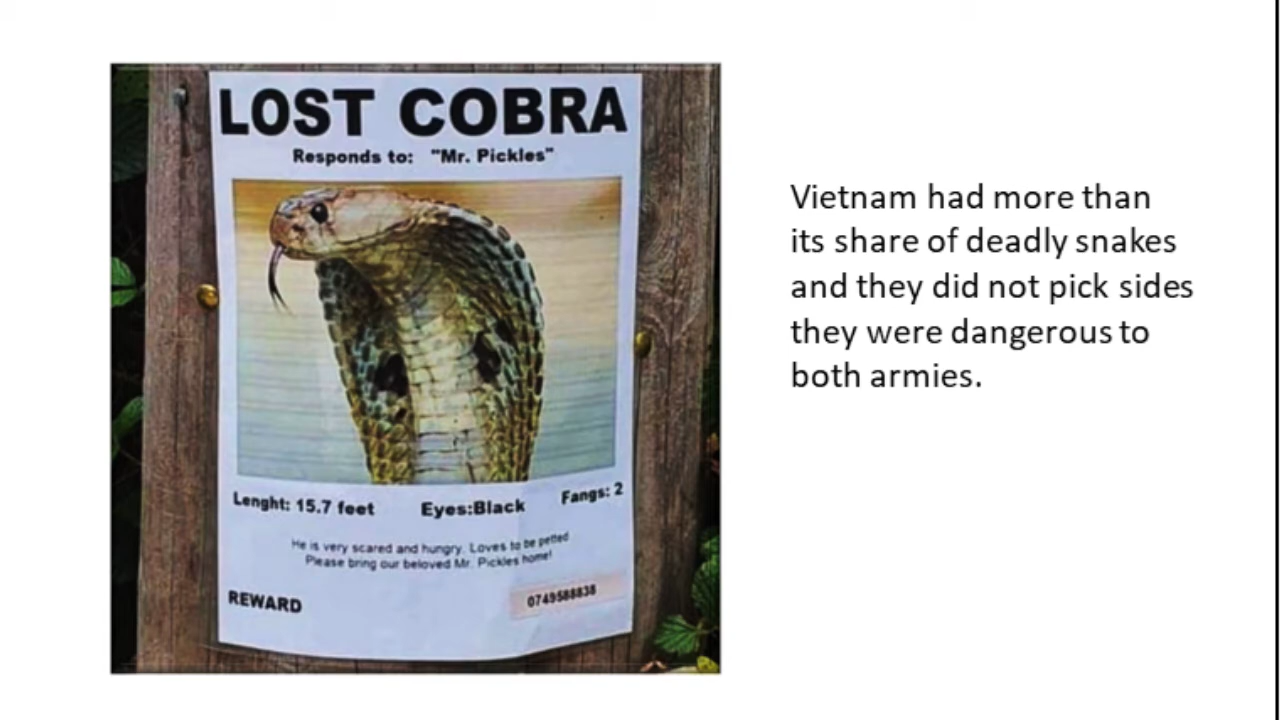 LOST COBRA
Responds to: "Mr. Pickles"
Lenght: 15.7 feet Eyes:Black Fangs: 2
He is very scared and hungry. Loves to be petted
Please bring our beloved Mr. Pickles home!
REWARD 0749588838
Vietnam had more than
its share of deadly snakes
and they did not pick sides
they were dangerous to
both armies.